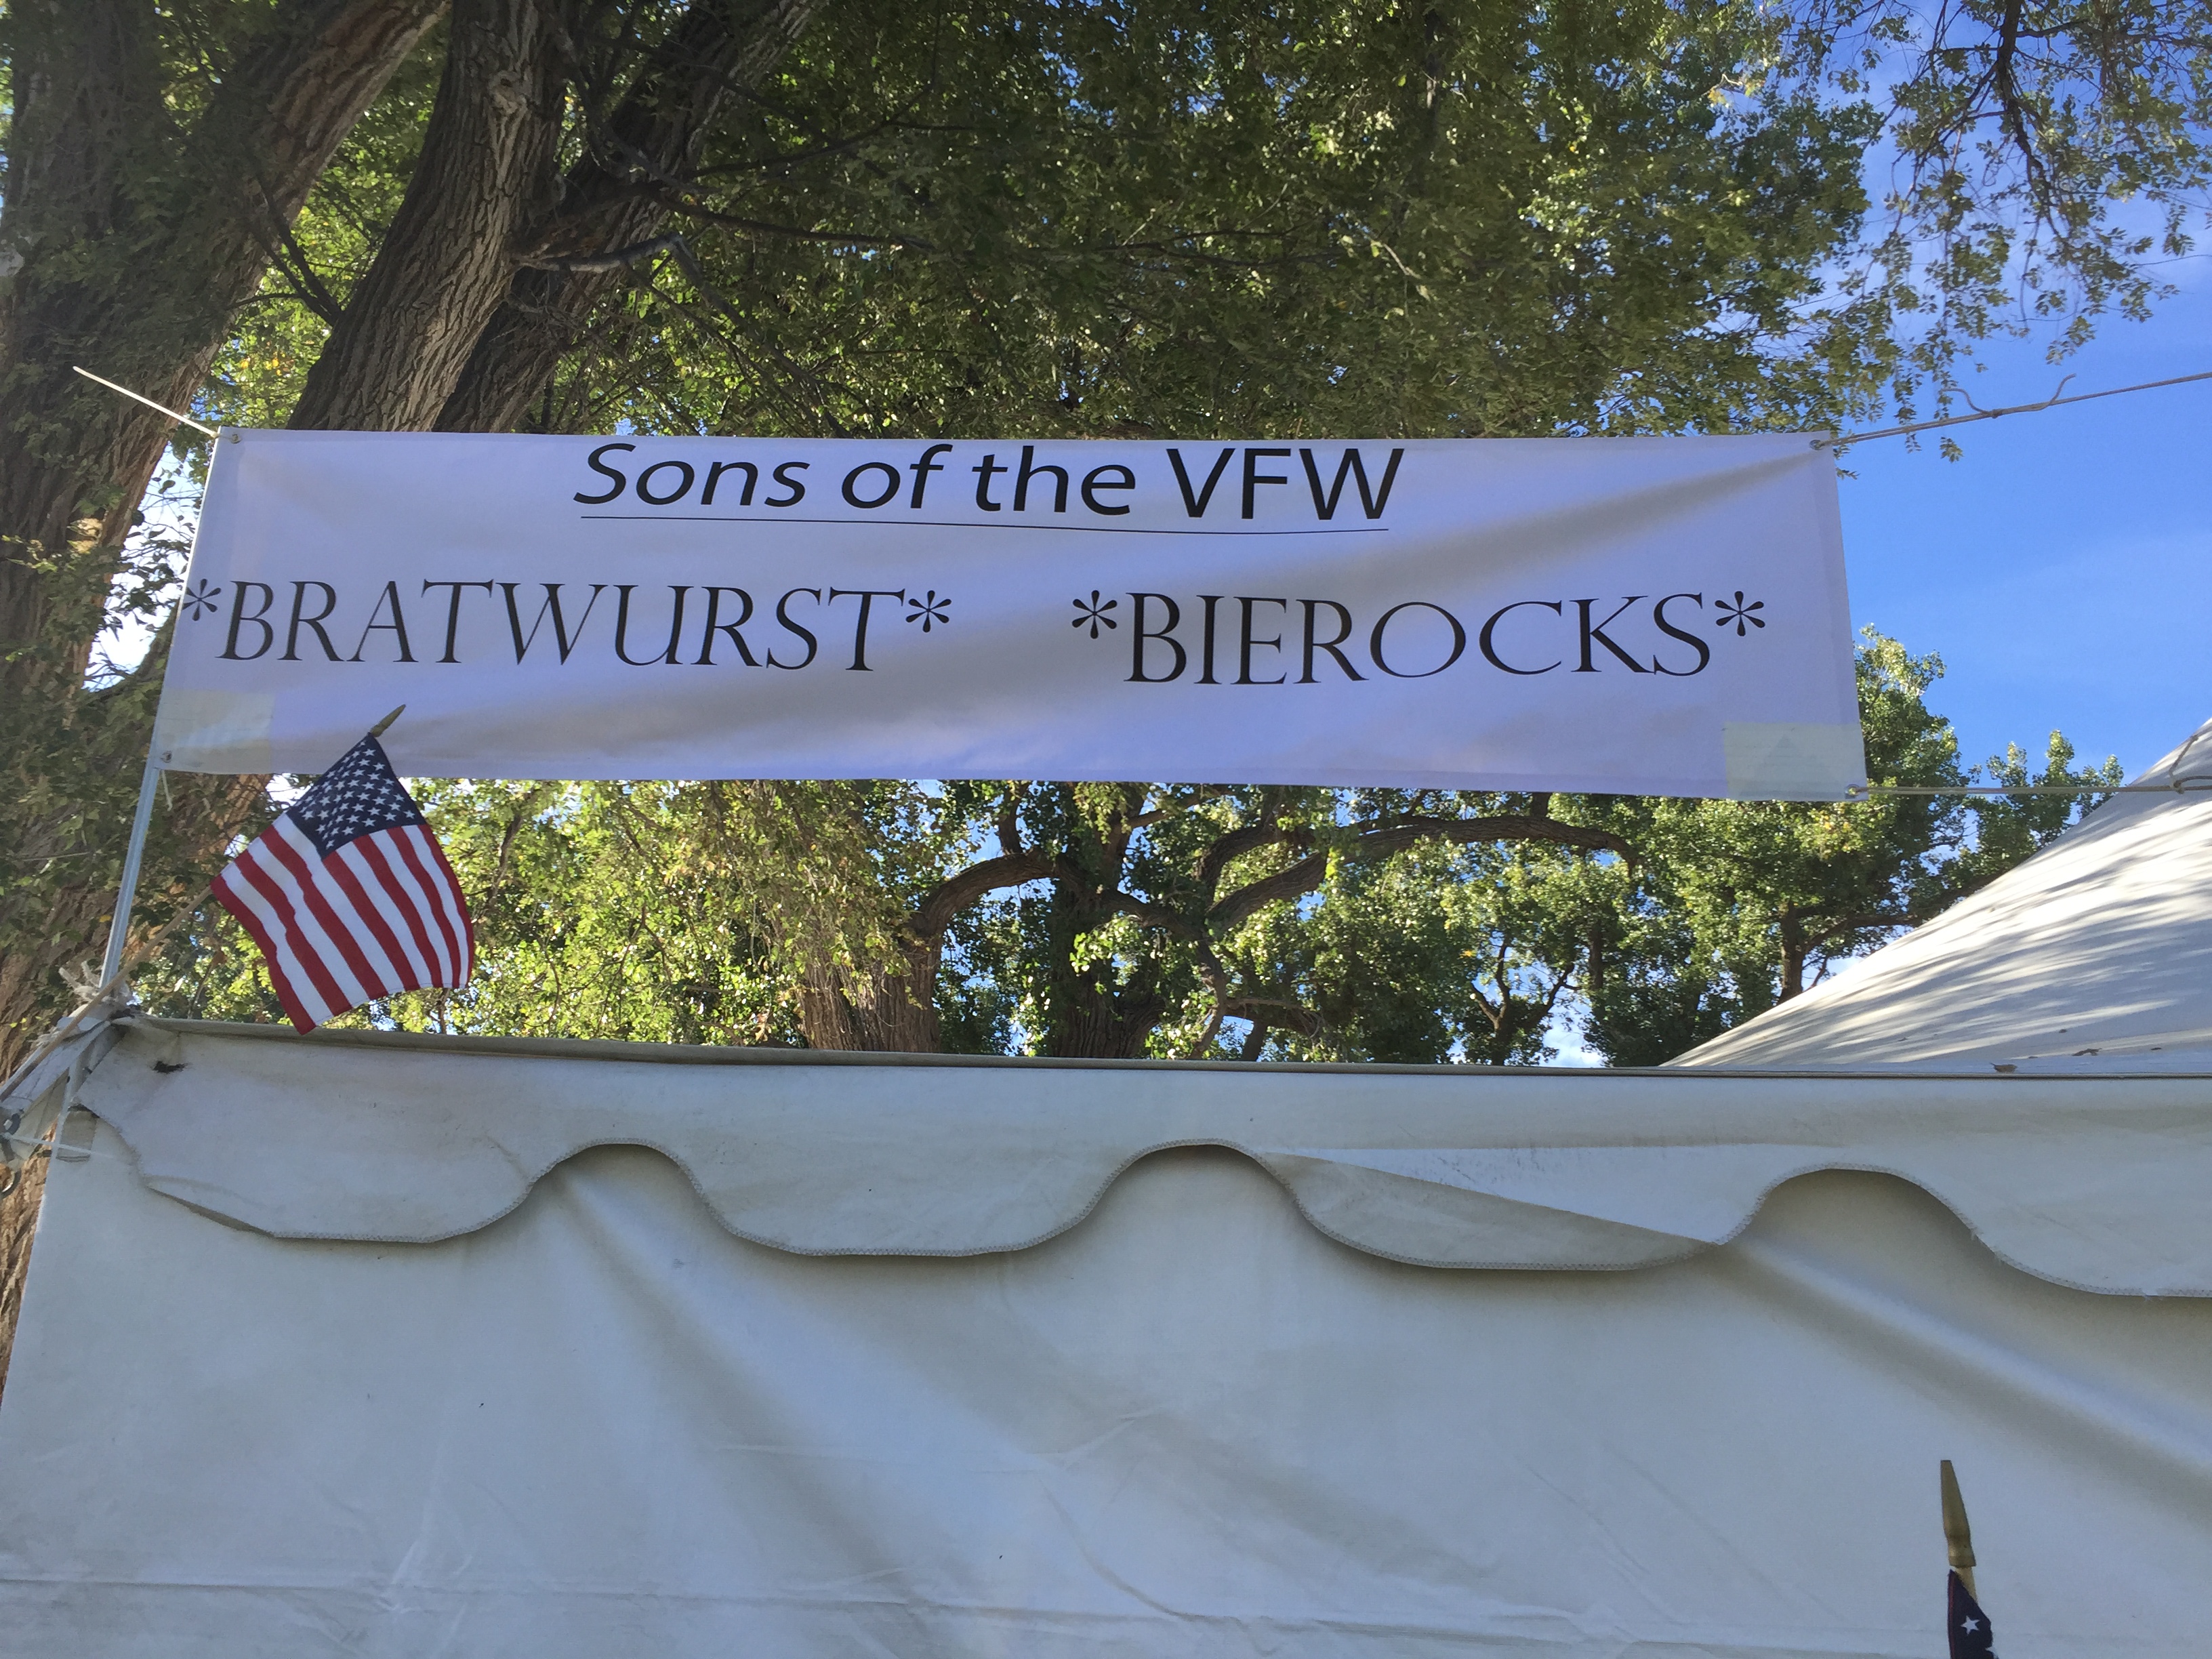 Sons of the VFW
*BRATWURST* *BIEROCKS*